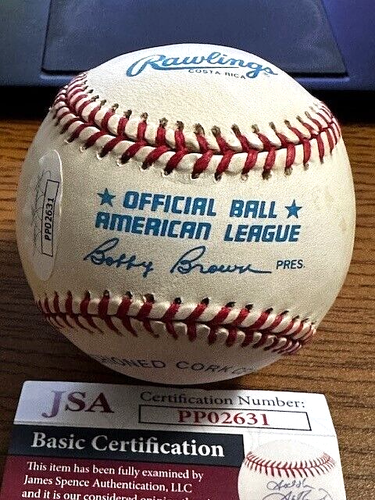 Rawlings
COSTA RICA
PP02631
★ OFFICIAL BALL ★
AMERICAN LEAGUE
Bobby Brown PRES.
CORK
JSA
Certification Number:
PP02631
Basic Certification
This item has been fully examined by
James Spence Authentication, LLC
and it is our considered